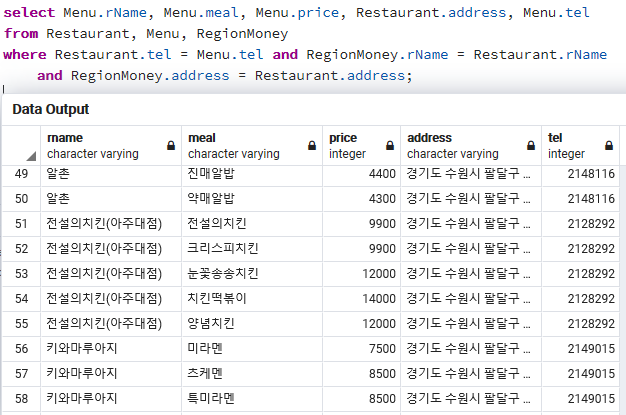 select Menu.rName, Menu.meal, Menu.price, Restaurant.address, Menu.tel
from Restaurant, Menu, RegionMoney
where Restaurant.tel = Menu.tel and RegionMoney.rName = Restaurant.rName
and RegionMoney.address = Restaurant.address;
Data Output
rname meal price address tel
character varying character varying integer character varying integer
49 알촌 진매알밥 4400 경기도 수원시 팔달구 ... 2148116
50 알촌 약매알밥 4300 경기도 수원시 팔달구 ... 2148116
51 전설의치킨(아주대점) 전설의치킨 9900 경기도 수원시 팔달구 ... 2128292
52 전설의치킨(아주대점) 크리스피치킨 9900 경기도 수원시 팔달구 ... 2128292
53 전설의치킨(아주대점) 눈꽃송송치킨 12000 경기도 수원시 팔달구 ... 2128292
54 전설의치킨(아주대점) 치킨떡볶이 14000 경기도 수원시 팔달구 ... 2128292
55 전설의치킨(아주대점) 양념치킨 12000 경기도 수원시 팔달구 ... 2128292
56 키와마루아지 미라멘 7500 경기도 수원시 팔달구 ... 2149015
57 키와마루아지 츠케멘 8500 경기도 수원시 팔달구 ... 2149015
58 키와마루아지 특미라멘 8500 경기도 수원시 팔달구 ... 2149015